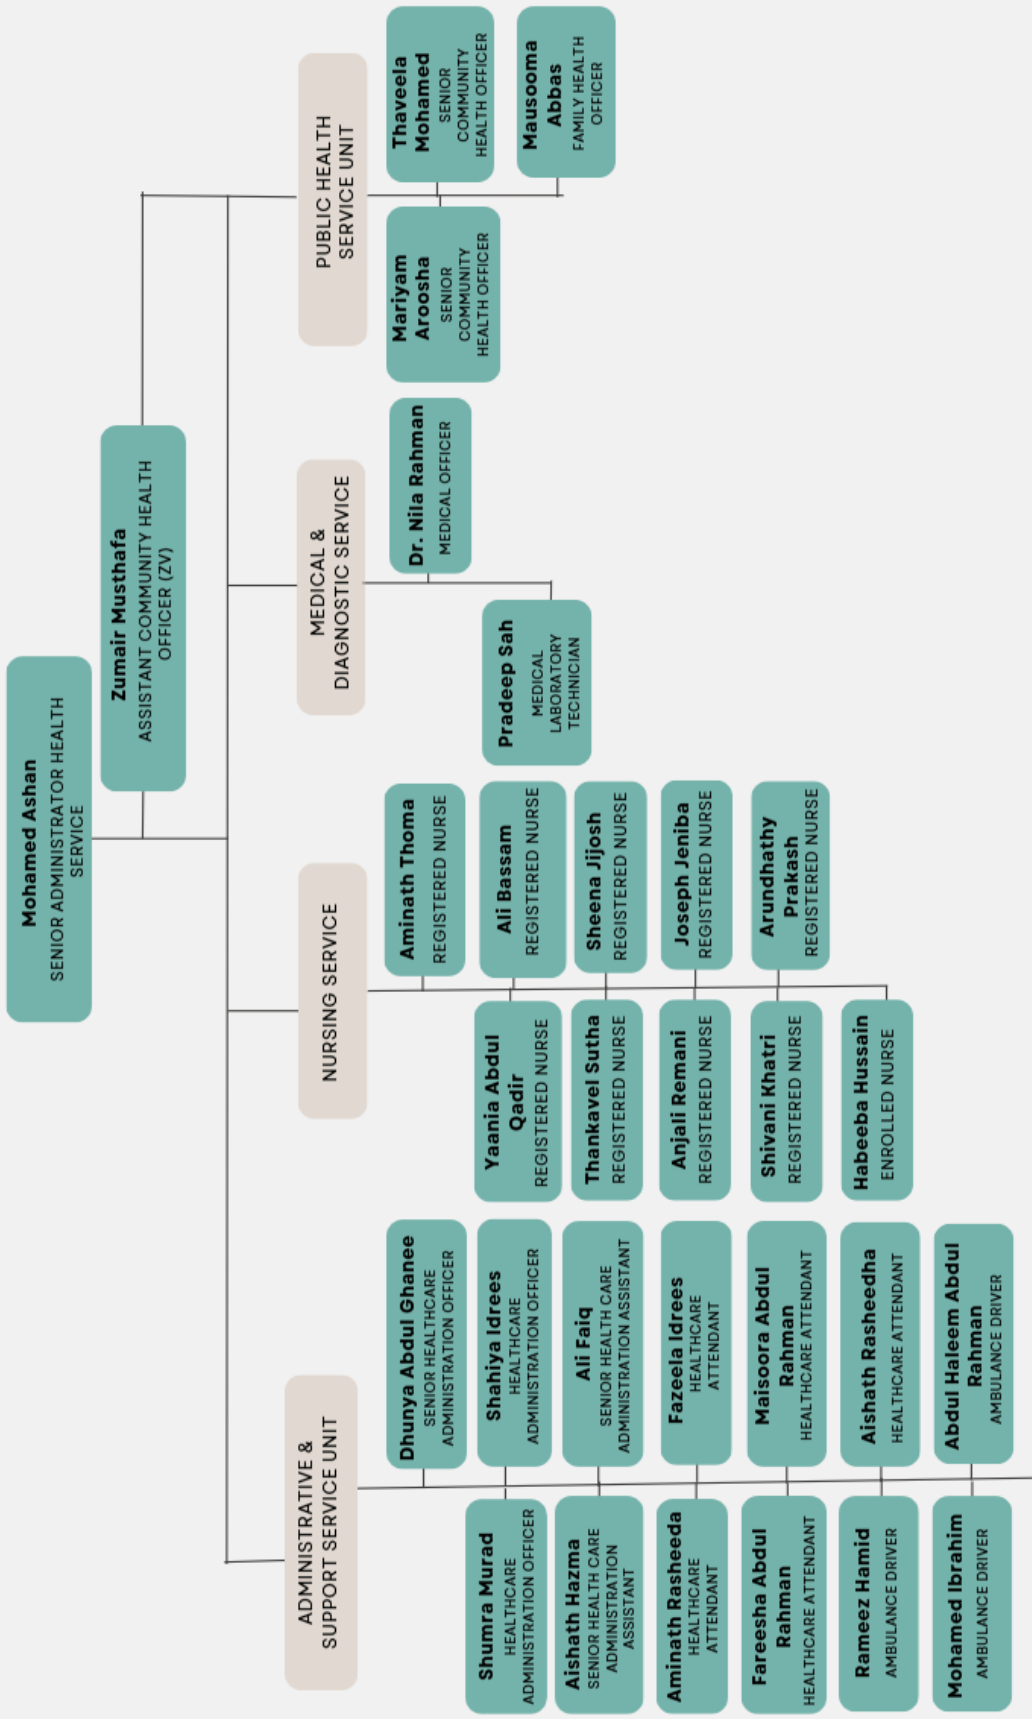 Mohamed Ashan
SENIOR ADMINISTRATOR HEALTH
SERVICE
Zumair Musthafa
ASSISTANT COMMUNITY HEALTH
OFFICER (ZV)
ADMINISTRATIVE &
SUPPORT SERVICE UNIT
Dhunya Abdul Ghanee
SENIOR HEALTHCARE
ADMINISTRATION OFFICER
Shumra Murad
HEALTHCARE
ADMINISTRATION OFFICER
Shahiya Idrees
HEALTHCARE
ADMINISTRATION OFFICER
Aishath Hazma
SENIOR HEALTH CARE
ADMINISTRATION
ASSISTANT
Ali Faiq
SENIOR HEALTH CARE
ADMINISTRATION ASSISTANT
Aminath Rasheeda
HEALTHCARE
ATTENDANT
Fazeela Idrees
HEALTHCARE
ATTENDANT
Fareesha Abdul
Rahman
HEALTHCARE ATTENDANT
Maisoora Abdul
Rahman
HEALTHCARE ATTENDANT
Rameez Hamid
AMBULANCE DRIVER
Aishath Rasheedha
HEALTHCARE ATTENDANT
Mohamed Ibrahim
AMBULANCE DRIVER
Abdul Haleem Abdul
Rahman
AMBULANCE DRIVER
NURSING SERVICE
Aminath Thoma
REGISTERED NURSE
Yaania Abdul
Qadir
REGISTERED NURSE
Ali Bassam
REGISTERED NURSE
Thankavel Sutha
REGISTERED NURSE
Sheena Jijosh
REGISTERED NURSE
Anjali Remani
REGISTERED NURSE
Joseph Jeniba
REGISTERED NURSE
Shivani Khatri
REGISTERED NURSE
Arundhathy
Prakash
REGISTERED NURSE
Habeeba Hussain
ENROLLED NURSE
MEDICAL &
DIAGNOSTIC SERVICE
Dr. Nila Rahman
MEDICAL OFFICER
Pradeep Sah
MEDICAL
LABORATORY
TECHNICIAN
PUBLIC HEALTH
SERVICE UNIT
Mariyam
Aroosha
SENIOR
COMMUNITY
HEALTH OFFICER
Thaveela
Mohamed
SENIOR
COMMUNITY
HEALTH OFFICER
Mausooma
Abbas
FAMILY HEALTH
OFFICER